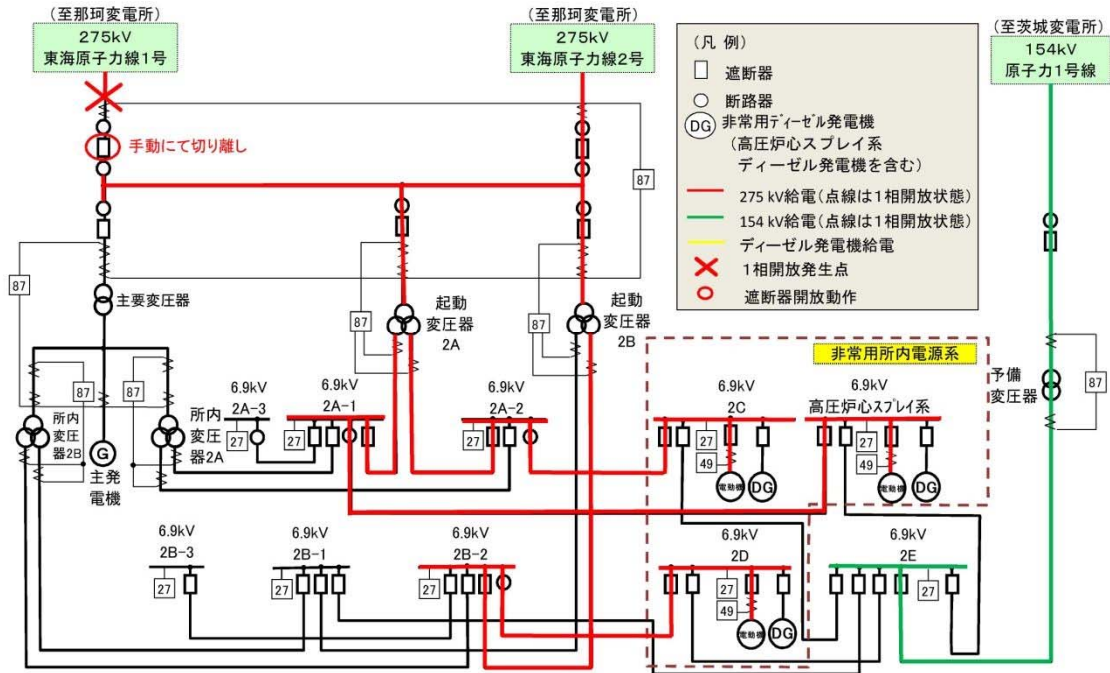 (至那珂変電所)
275kV
東海原子力線1号
(至那珂変電所)
275kV
東海原子力線2号
(至茨城変電所)
154kV
原子力1号線
(凡 例)
遮断器
断路器
DG
非常用ディーゼル発電機
(高圧炉心スプレイ系
ディーゼル発電機を含む)
275 kV給電(点線は1相開放状態)
154 kV給電(点線は1相開放状態)
ディーゼル発電機給電
1相開放発生点
遮断器開放動作
手動にて切り離し
87
87
主要変圧器
87
起動
変圧器
2A
87
起動
変圧器
2B
87
87
87
所内
変圧
器2B
G
主発
電機
所内
変圧
器2A
予備
変圧器
87
非常用所内電源系
6.9kV
2A-3
27
6.9kV
2A-1
27
6.9kV
2A-2
27
6.9kV
2C
27
49
電動機
DG
6.9kV
高圧炉心スプレイ系
27
49
電動機
DG
6.9kV
2B-3
27
6.9kV
2B-1
27
6.9kV
2B-2
27
6.9kV
2D
27
49
電動機
DG
6.9kV
2E
27